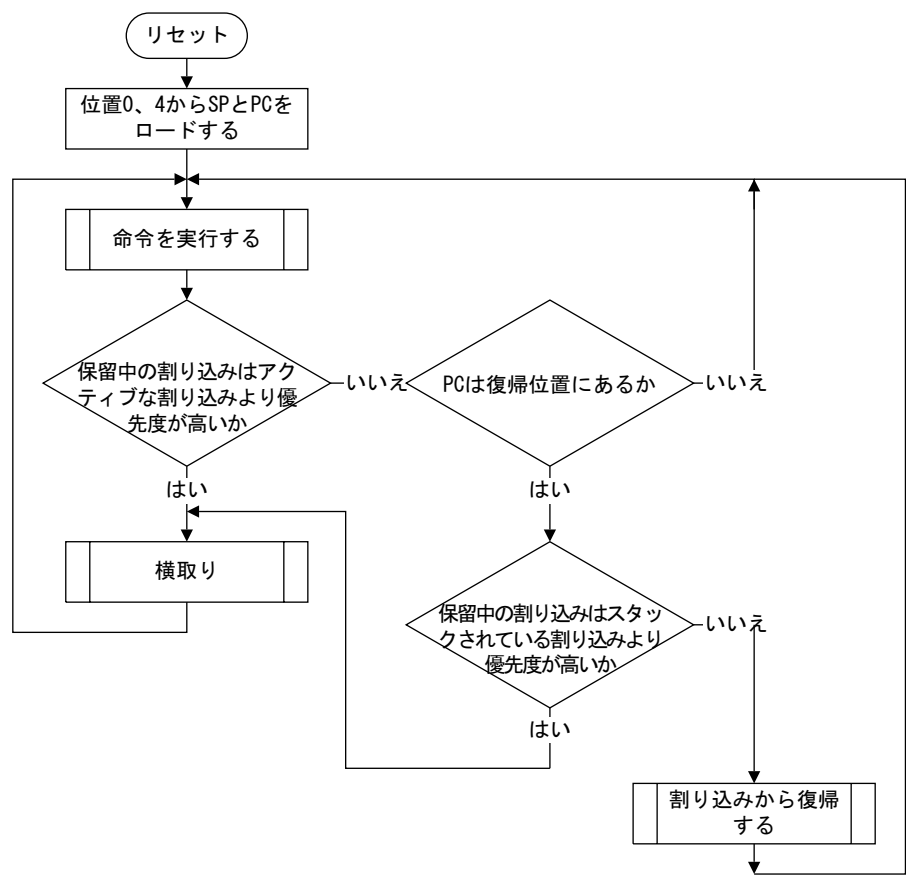 リセット
位置0、4からSPとPCを
ロードする
命令を実行する
保留中の割り込みはアク
ティブな割り込みより優
先度が高いか
いいえ
PCは復帰位置にあるか
いいえ
はい
はい
横取り
保留中の割り込みはスタッ
クされている割り込みより
優先度が高いか
いいえ
はい
割り込みから復帰
する